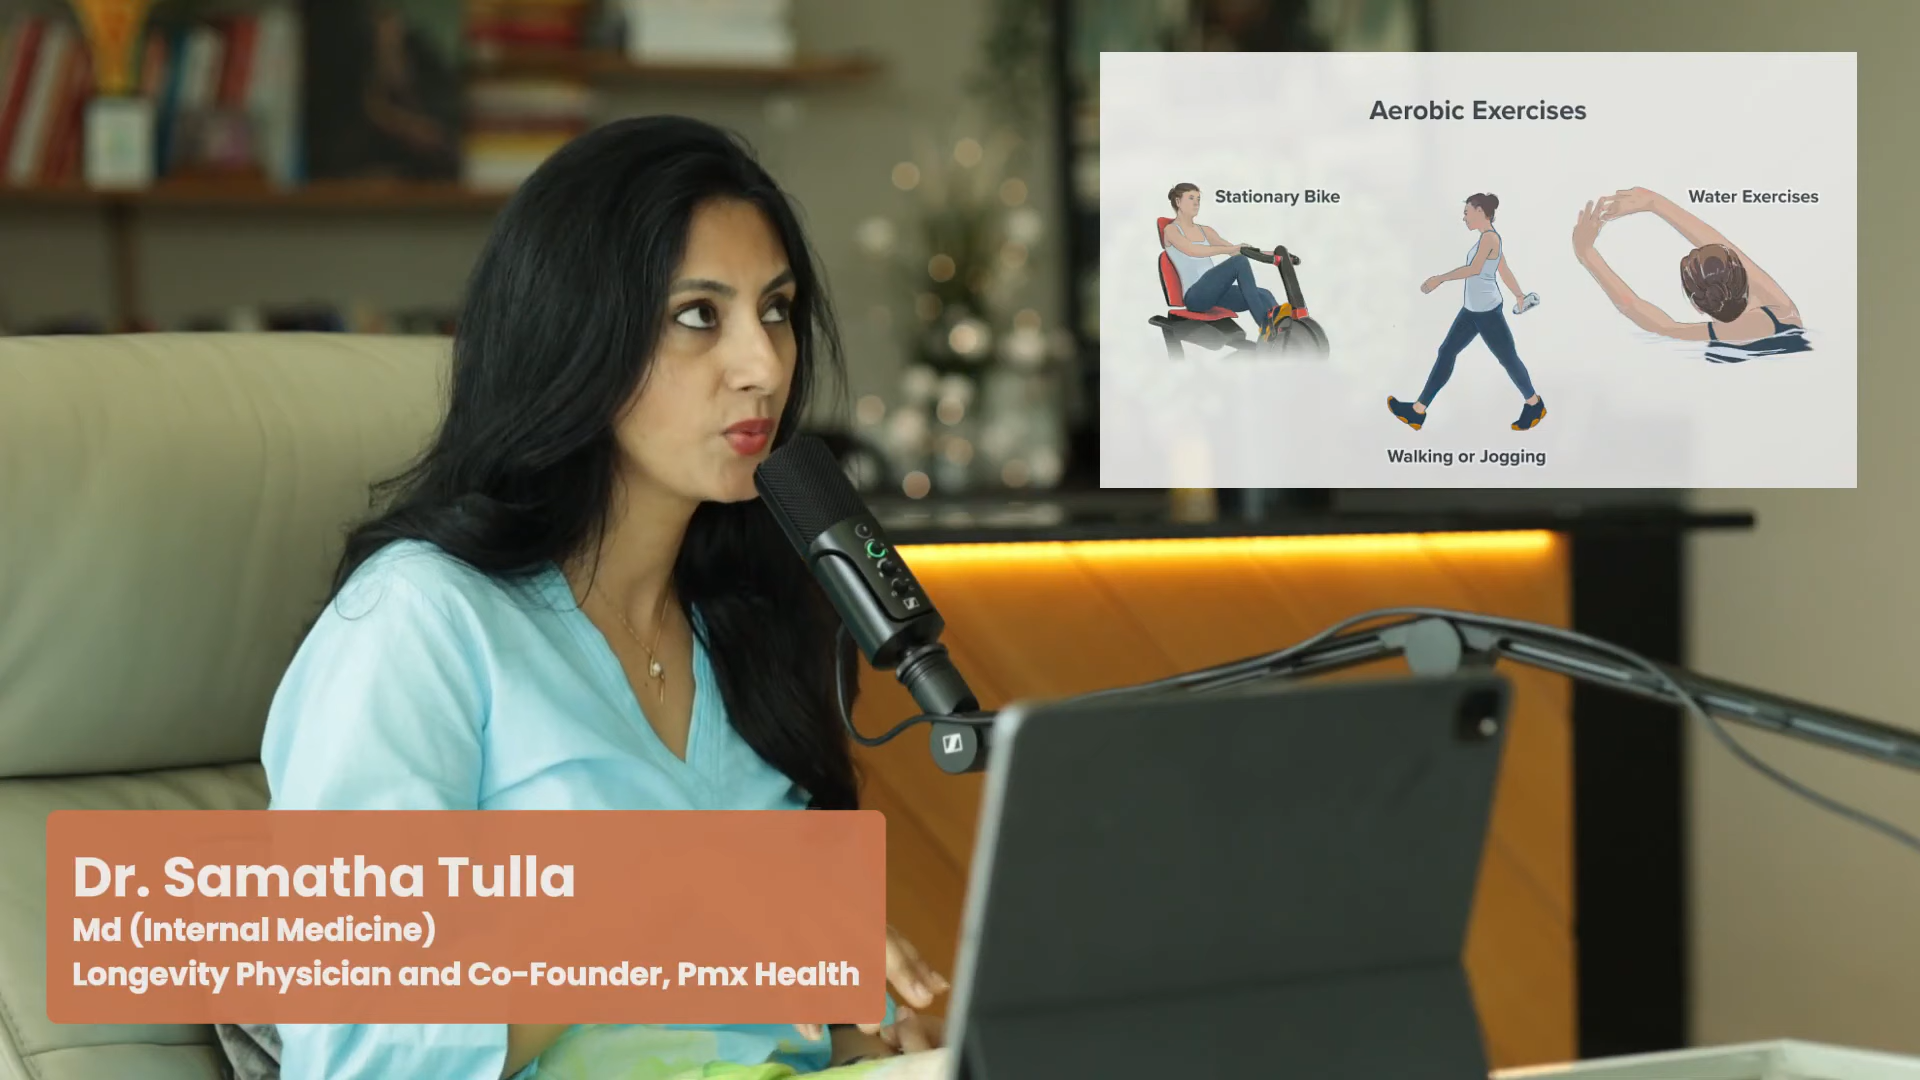 Aerobic Exercises
Stationary Bike
Water Exercises
Walking or Jogging
Dr. Samatha Tulla
Md (Internal Medicine)
Longevity Physician and Co-Founder, Pmx Health